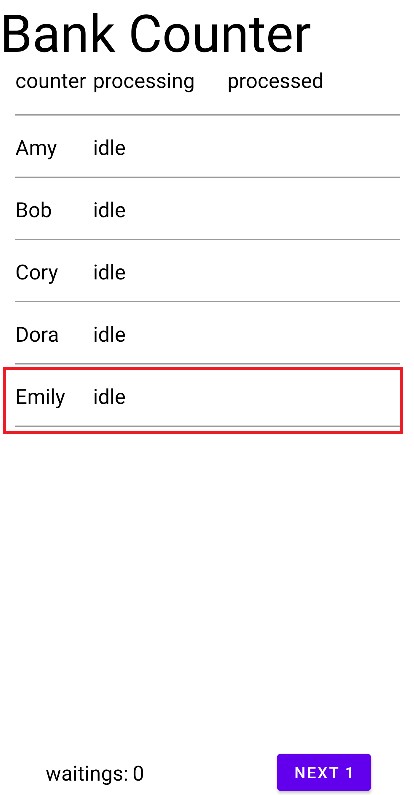 Bank Counter
counter processing processed
Amy idle
Bob idle
Cory idle
Dora idle
Emily idle
waitings: 0 NEXT 1